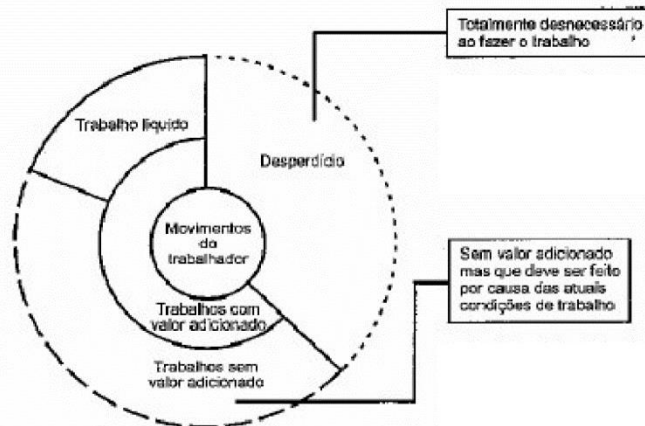 Totalmente desnecessário
ao fazer o trabalho
Trabalho líquido
Desperdício
Movimentos
do
trabalhador
Sem valor adicionado
mas que deve ser feito
por causa das atuais
condições de trabalho
Trabalhos com
valor adicionado
Trabalhos sem
valor adicionado